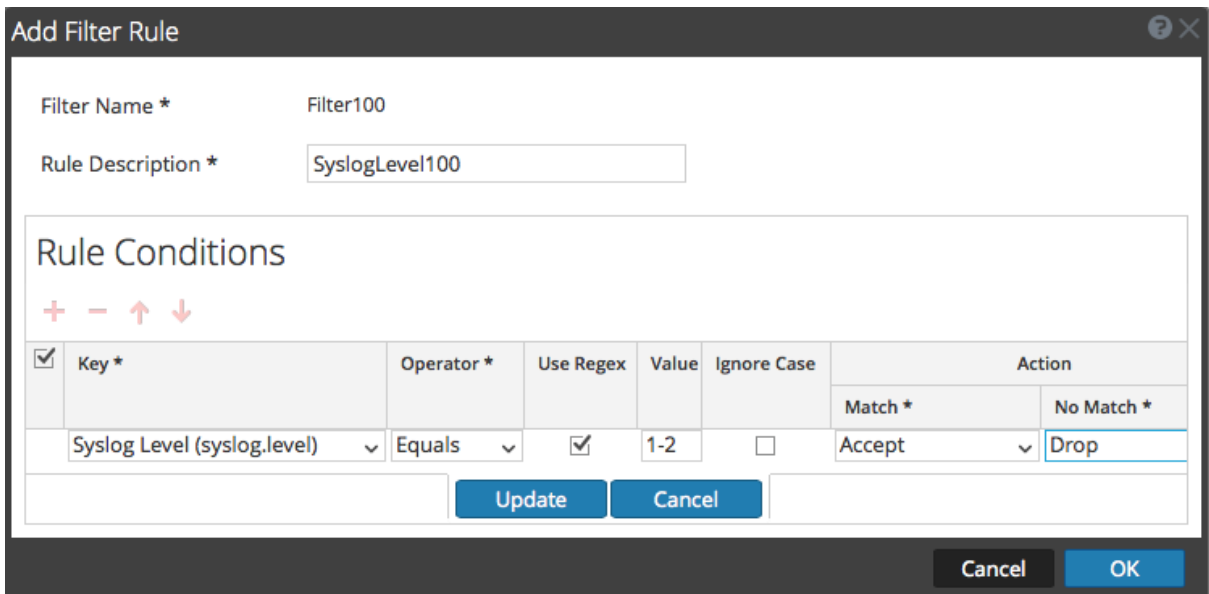 Add Filter Rule
Filter Name * Filter100
Rule Description * SyslogLevel100
Rule Conditions
Key * Operator * Use Regex Value Ignore Case Action
Match * No Match *
Syslog Level (syslog.level) Equals 1-2 Accept Drop
Update Cancel
Cancel OK